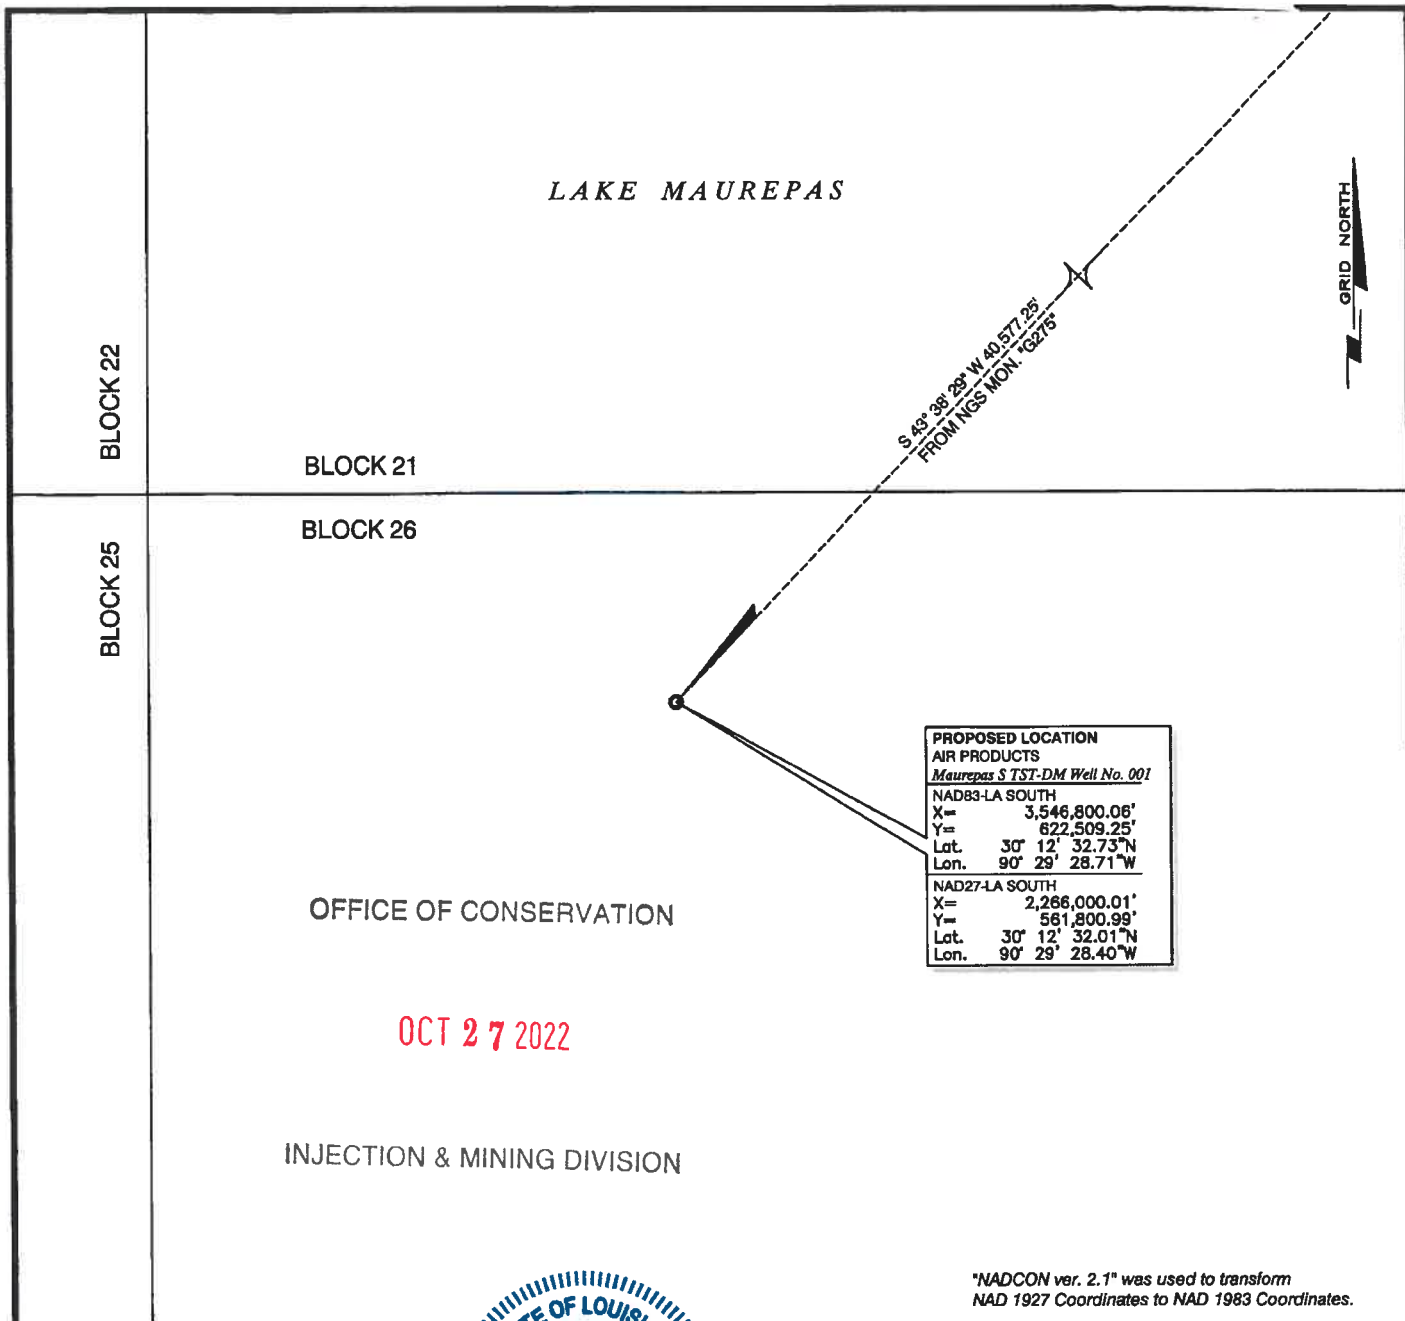 LAKE MAUREPAS
GRID NORTH
BLOCK 22
S 43° 38' 29" W 40,577.25'
FROM NGS MON. "G275"
BLOCK 21
BLOCK 26
BLOCK 25
PROPOSED LOCATION
AIR PRODUCTS
Maurepas S TST-DM Well No. 001
NAD83-LA SOUTH
X= 3,546,800.06'
Y= 622,509.25'
Lat. 30° 12' 32.73"N
Lon. 90° 29' 28.71"W
NAD27-LA SOUTH
X= 2,266,000.01'
Y= 561,800.99'
Lat. 30° 12' 32.01"N
Lon. 90° 29' 28.40"W
OFFICE OF CONSERVATION
OCT 27 2022
INJECTION & MINING DIVISION
"NADCON ver. 2.1" was used to transform
NAD 1927 Coordinates to NAD 1983 Coordinates.
TE OF LOUIS